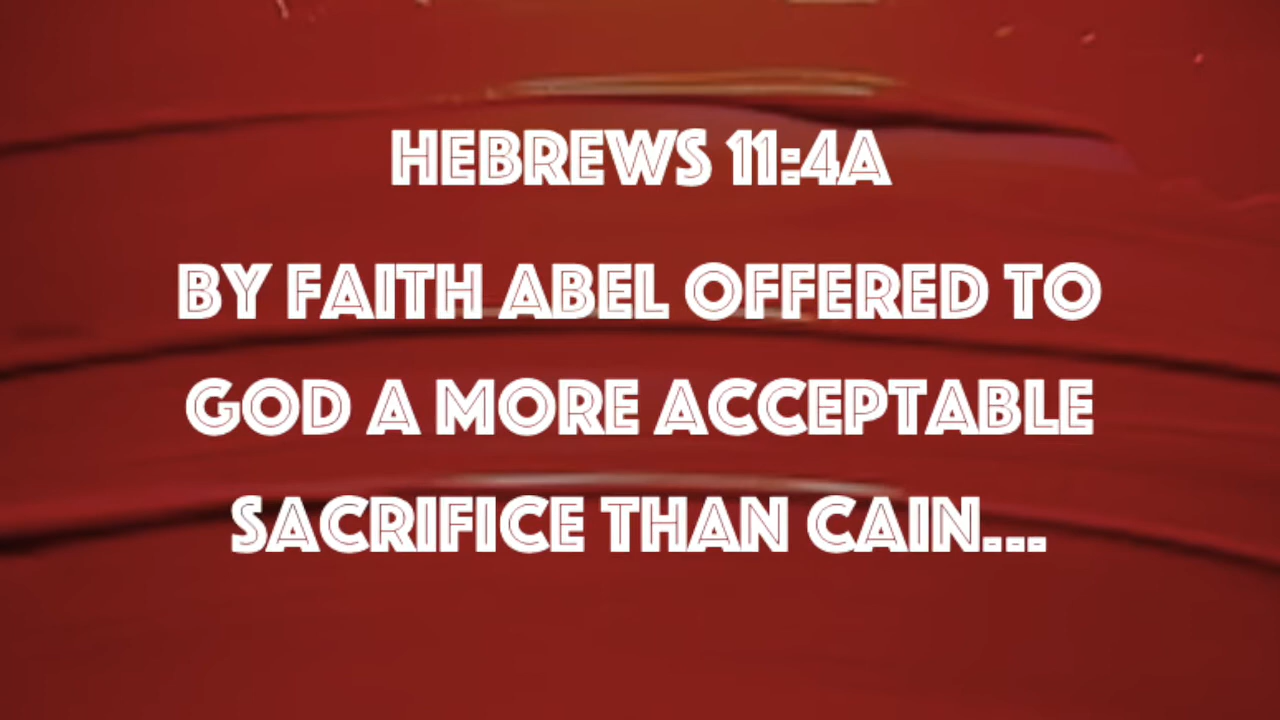 HEBREWS 11:4A
BY FAITH ABEL OFFERED TO
GOD A MORE ACCEPTABLE
SACRIFICE THAN CAIN...